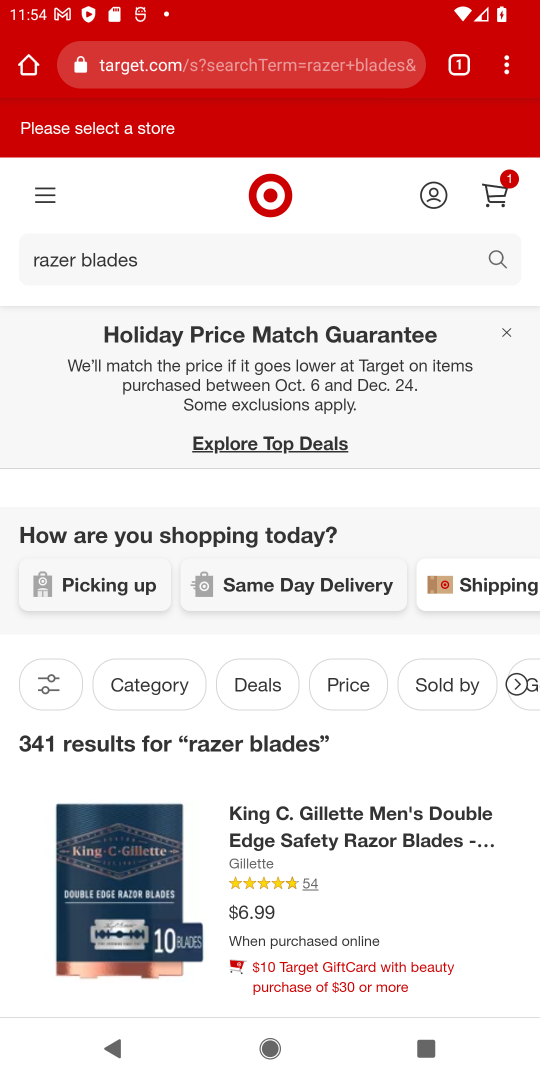 11:54
target.com/s?searchTerm=razer+blades&
1
Please select a store
1
razer blades
Holiday Price Match Guarantee
We'll match the price if it goes lower at Target on items
purchased between Oct. 6 and Dec. 24.
Some exclusions apply.
Explore Top Deals
How are you shopping today?
Picking up
Same Day Delivery
Shipping
Category
Deals
Price
Sold by
G
341 results for “razer blades”
King C. Gillette Men's Double
Edge Safety Razor Blades -...
Gillette
54
$6.99
When purchased online
$10 Target GiftCard with beauty
purchase of $30 or more
King·C·Gillette
DOUBLE EDGE RAZOR BLADES
10 BLADES